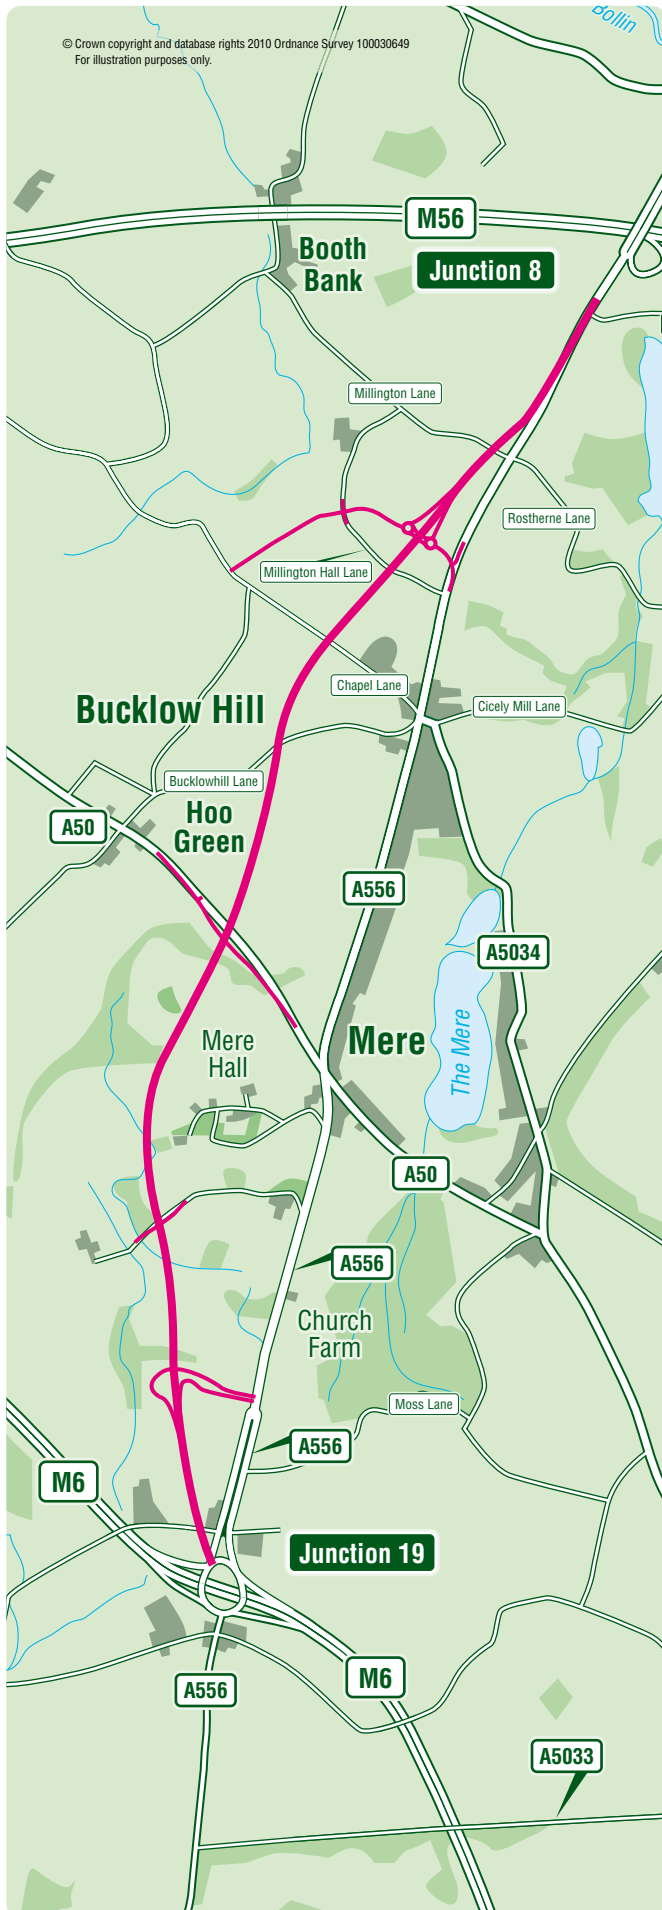 Bollin
© Crown copyright and database rights 2010 Ordnance Survey 100030649
For illustration purposes only.
M56
Booth
Bank
Junction 8
Millington Lane
Rostherne Lane
Millington Hall Lane
Chapel Lane
Bucklow Hill
Cicely Mill Lane
Bucklowhill Lane
Hoo
Green
A50
A556
A5034
Mere
Hall
Mere
The Mere
A50
A556
Church
Farm
Moss Lane
A556
M6
Junction 19
M6
A556
A5033